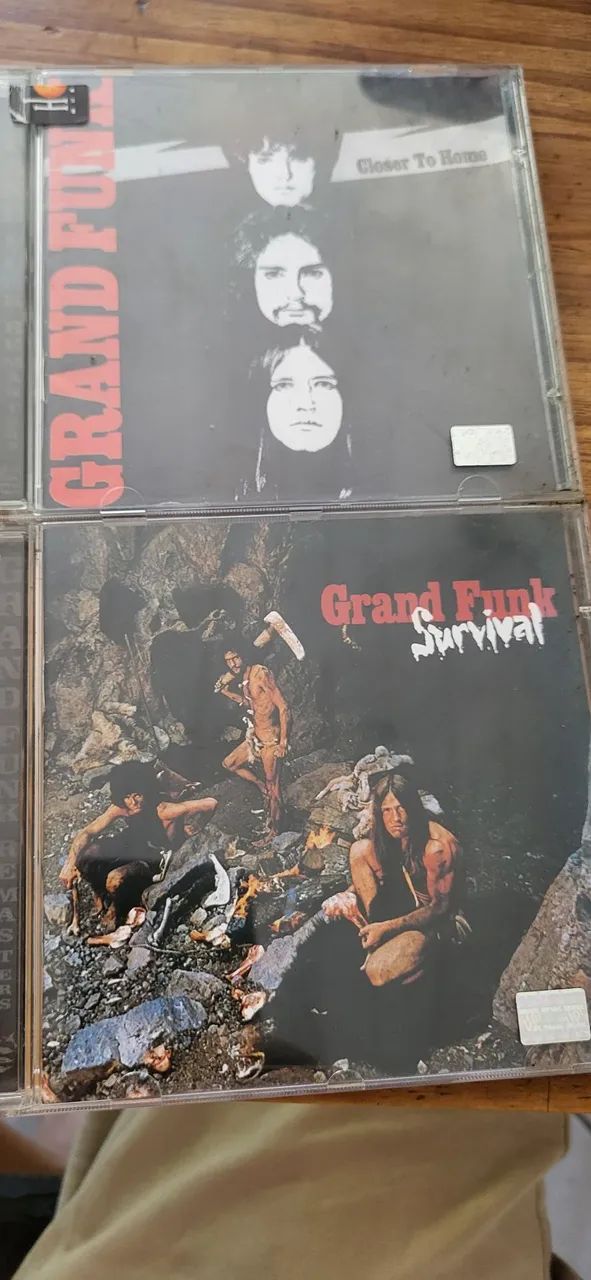 GRAND FUNK
Closer To Home
Grand Funk
Survival
GRAND FUNK REMASTERS